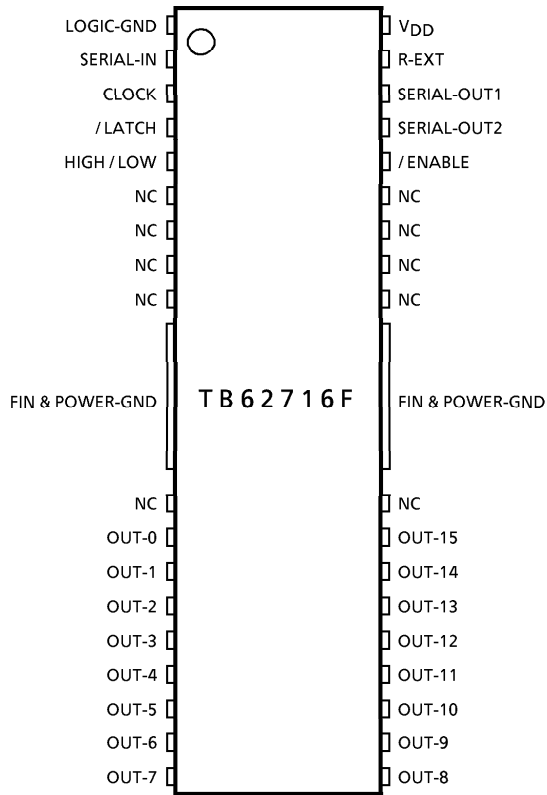 LOGIC-GND VDD
SERIAL-IN R-EXT
CLOCK SERIAL-OUT1
/LATCH SERIAL-OUT2
HIGH/LOW /ENABLE
NC NC
NC NC
NC NC
NC NC
FIN & POWER-GND TB62716F FIN & POWER-GND
NC NC
OUT-0 OUT-15
OUT-1 OUT-14
OUT-2 OUT-13
OUT-3 OUT-12
OUT-4 OUT-11
OUT-5 OUT-10
OUT-6 OUT-9
OUT-7 OUT-8